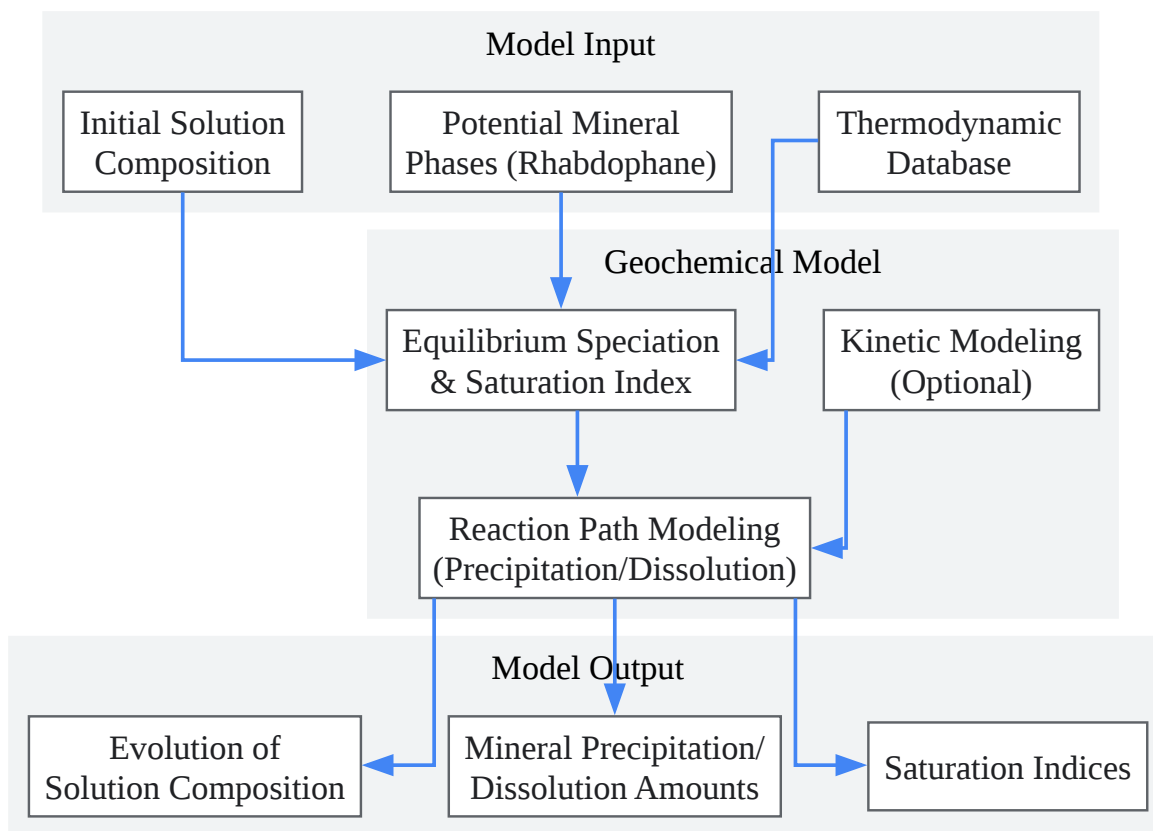 Model Input
Initial Solution
Composition
Potential Mineral
Phases (Rhabdophane)
Thermodynamic
Database
Geochemical Model
Equilibrium Speciation
& Saturation Index
Kinetic Modeling
(Optional)
Reaction Path Modeling
(Precipitation/Dissolution)
Model Output
Evolution of
Solution Composition
Mineral Precipitation/
Dissolution Amounts
Saturation Indices